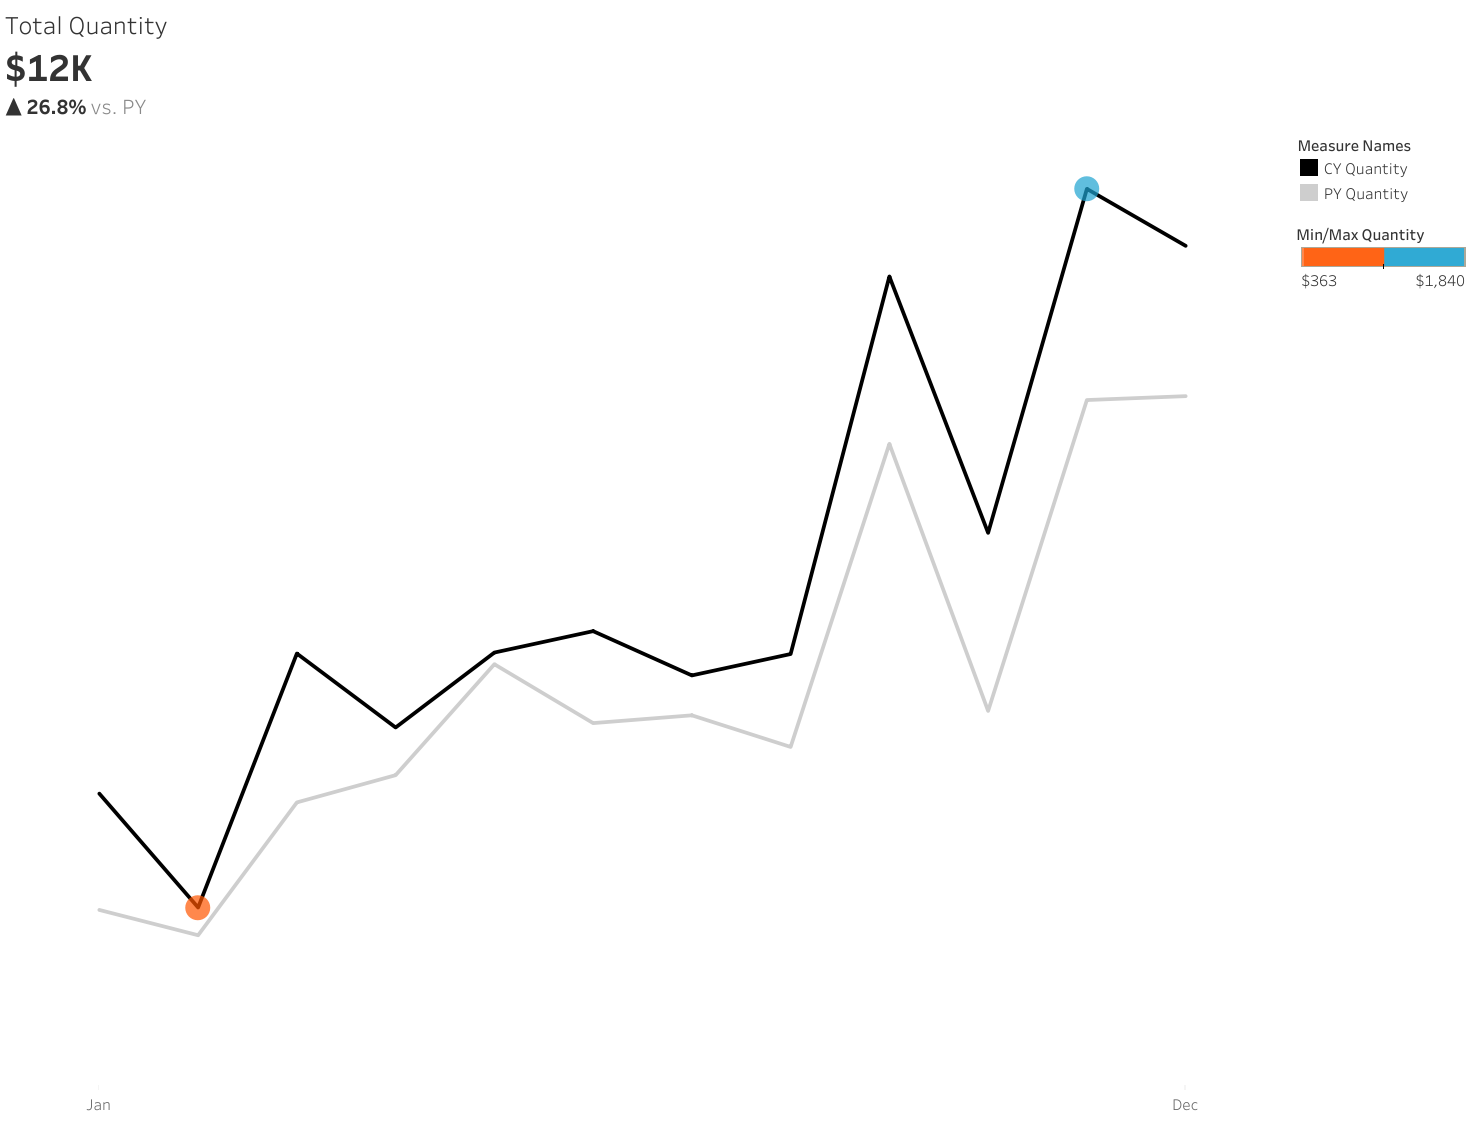 Total Quantity
$12K
▲ 26.8% vs. PY
Measure Names
CY Quantity
PY Quantity
Min/Max Quantity
$363 $1,840
Jan Dec